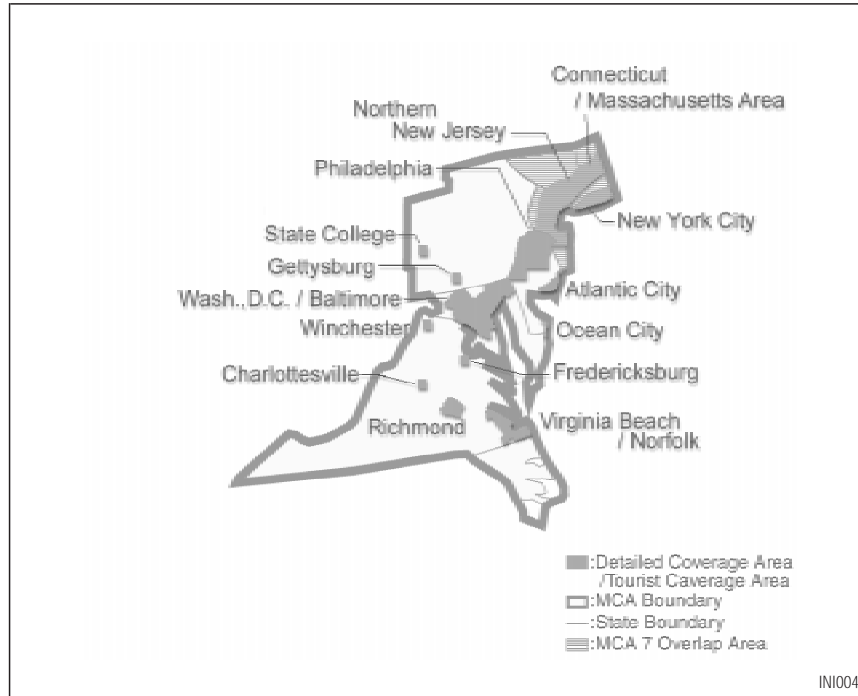 Connecticut
/ Massachusetts Area
Northern
New Jersey
Philadelphia
New York City
State College
Gettysburg
Wash.,D.C. / Baltimore
Atlantic City
Winchester
Ocean City
Charlottesville
Fredericksburg
Richmond
Virginia Beach
/ Norfolk
:Detailed Coverage Area
/Tourist Caverage Area
:MCA Boundary
:State Boundary
:MCA 7 Overlap Area
INI004